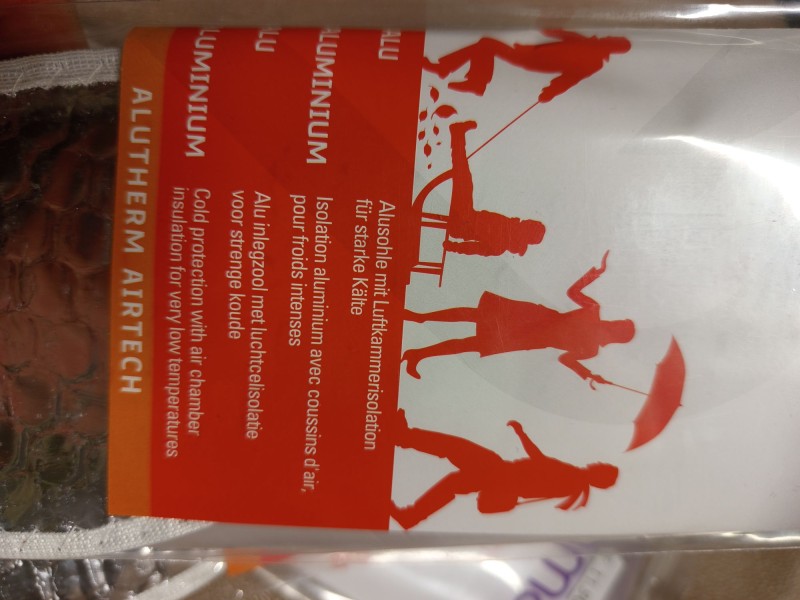 ALU
Alusohle mit Luftkammerisolation
für starke Kälte
ALUMINIUM
Isolation aluminium avec coussins d'air,
pour froids intenses
ALU
Alu inlegzool met luchtcelisolatie
voor strenge koude
ALUMINIUM
Cold protection with air chamber
insulation for very low temperatures
ALUTHERM AIRTECH